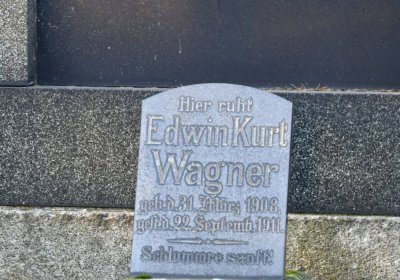 Hier ruht
Edwin Kurt
Wagner
geb.d. 31. März 1908
gest.d. 22. Septemb. 1911.
Schlummre sanft!